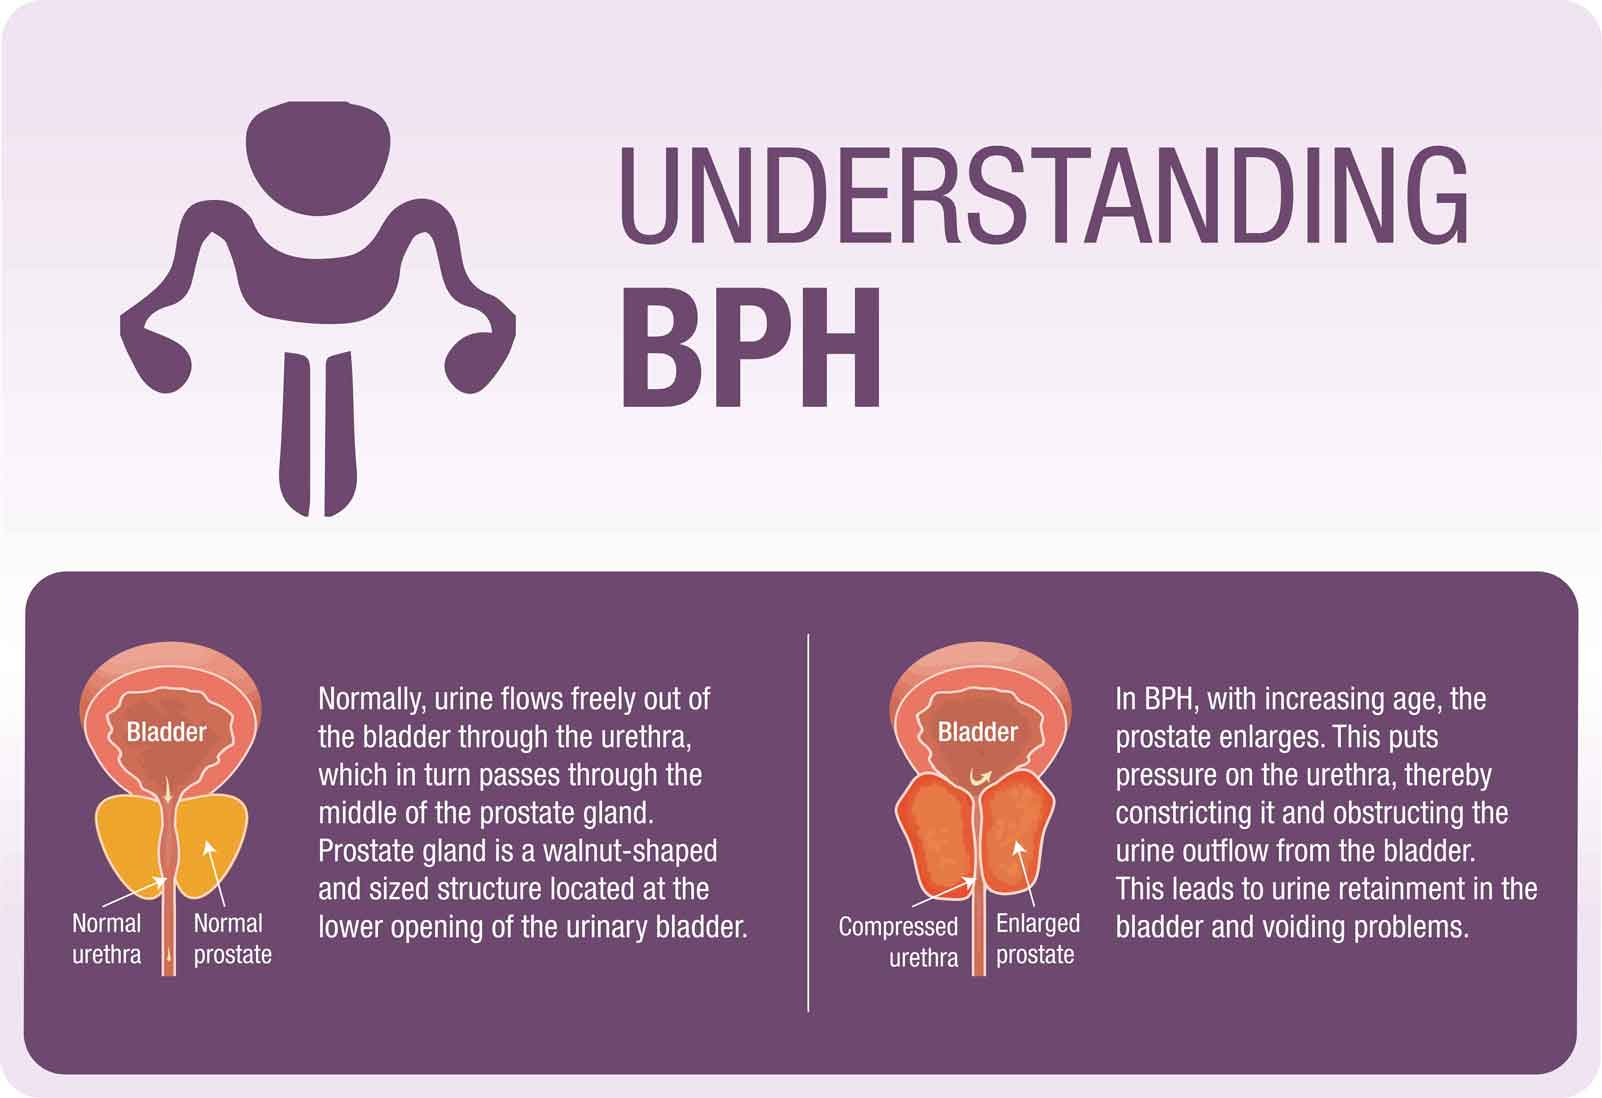 UNDERSTANDING
BPH
Bladder
Normal
urethra
Normal
prostate
Normally, urine flows freely out of
the bladder through the urethra,
which in turn passes through the
middle of the prostate gland.
Prostate gland is a walnut-shaped
and sized structure located at the
lower opening of the urinary bladder.
Bladder
Compressed
urethra
Enlarged
prostate
In BPH, with increasing age, the
prostate enlarges. This puts
pressure on the urethra, thereby
constricting it and obstructing the
urine outflow from the bladder.
This leads to urine retainment in the
bladder and voiding problems.